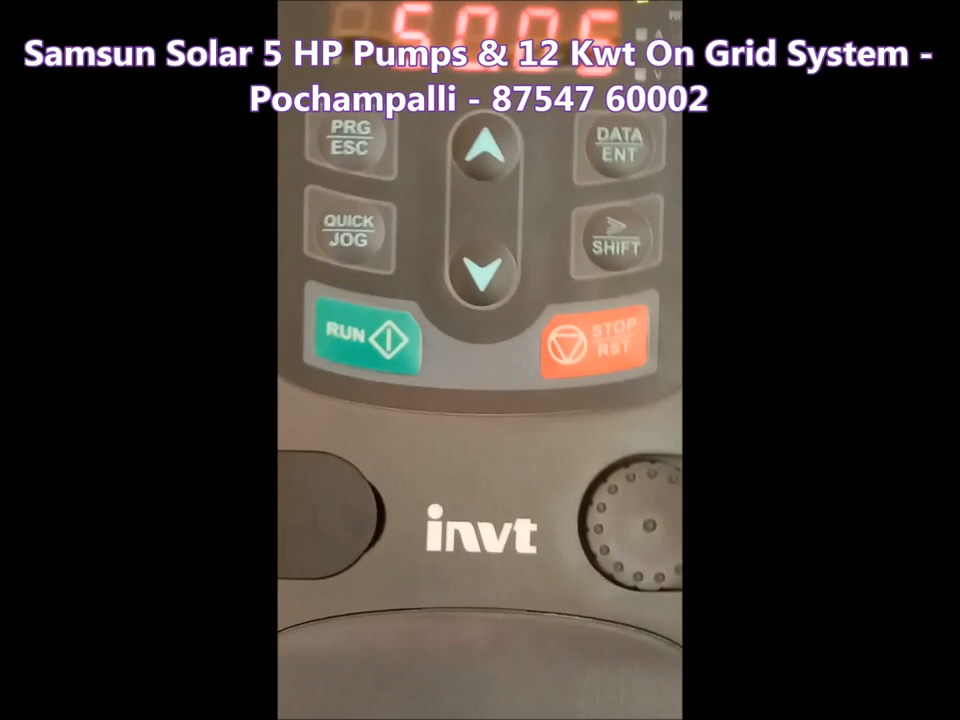 Samsun Solar 5 HP Pumps & 12 Kwt On Grid System -
Pochampalli - 87547 60002
PRG
ESC
DATA
ENT
QUICK
JOG
SHIFT
RUN
STOP
RST
invt